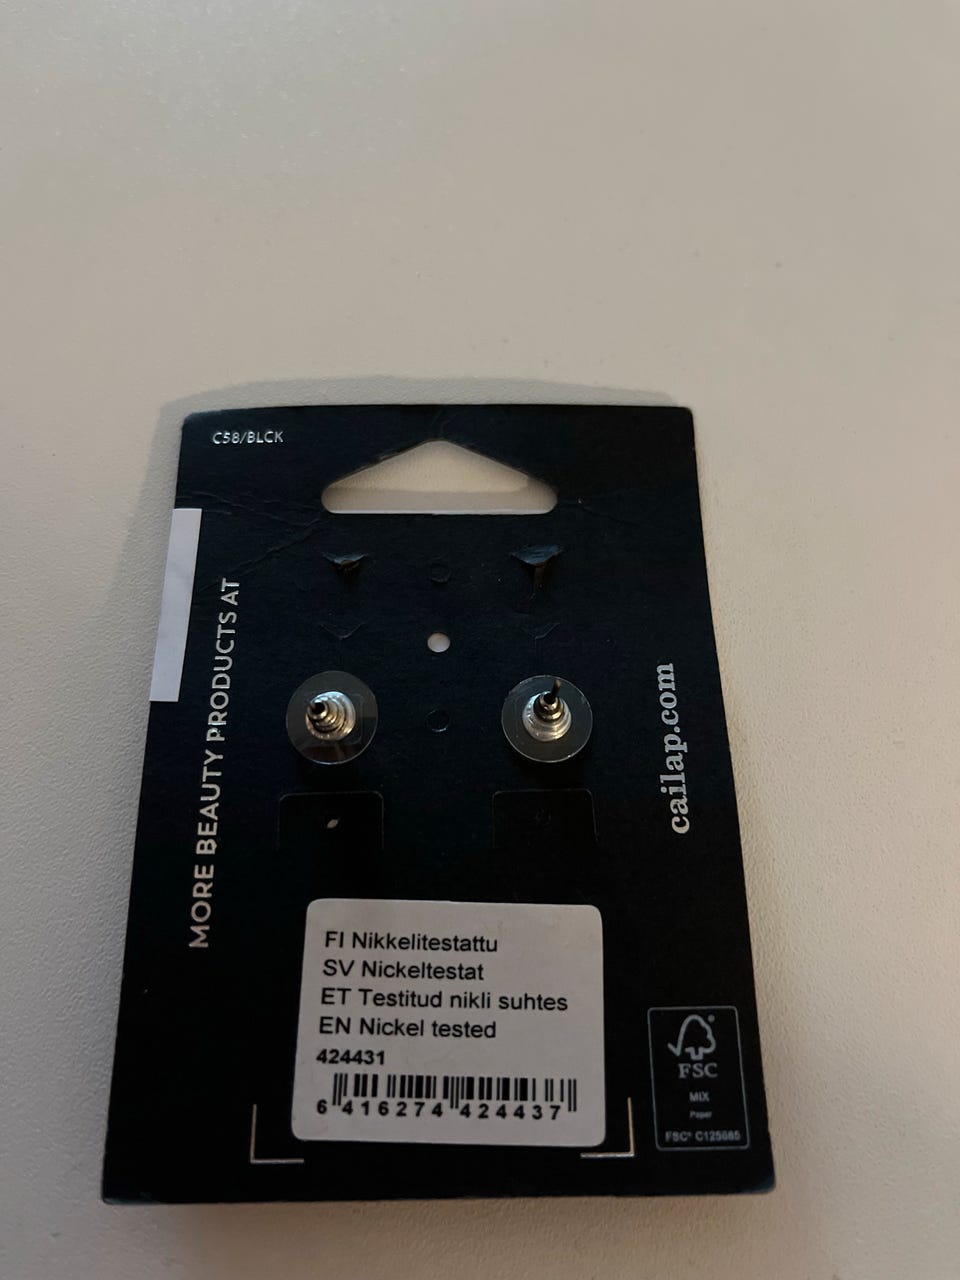 C58/BLCK
MORE BEAUTY PRODUCTS AT
cailap.com
FI Nikkelitestattu
SV Nickeltestat
ET Testitud nikli suhtes
EN Nickel tested
424431
6 416274 424437
FSC
MIX
Paper
FSC® C125685